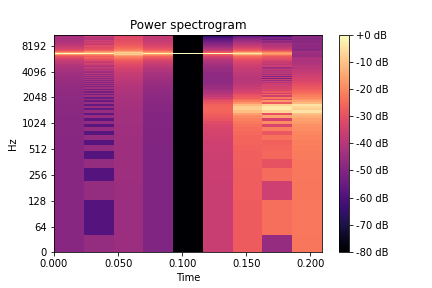 Power spectrogram
Hz
8192
4096
2048
1024
512
256
128
64
0
0.000
0.050
0.100
0.150
0.200
Time
+0 dB
-10 dB
-20 dB
-30 dB
-40 dB
-50 dB
-60 dB
-70 dB
-80 dB